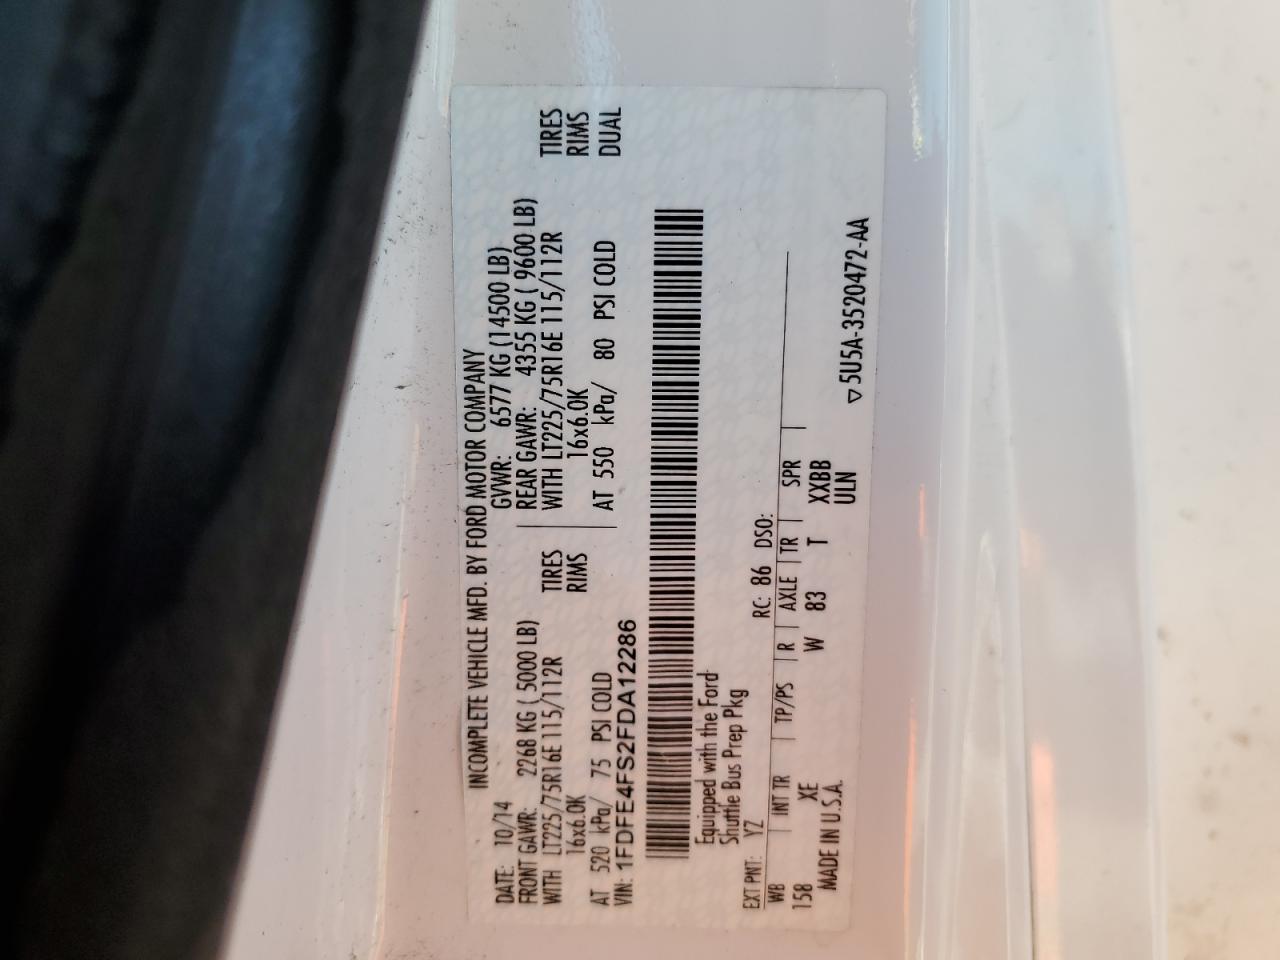 INCOMPLETE VEHICLE MFD. BY FORD MOTOR COMPANY
DATE: 10/14 GVWR: 6577 KG (14500 LB)
FRONT GAWR: 2268 KG ( 5000 LB) REAR GAWR: 4355 KG ( 9600 LB)
WITH LT225/75R16E 115/112R TIRES WITH LT225/75R16E 115/112R TIRES
16x6.0K RIMS 16x6.0K RIMS
AT 520 kPa/ 75 PSI COLD AT 550 kPa/ 80 PSI COLD DUAL
VIN: 1FDFE4FS2FDA12286
Equipped with the Ford
Shuttle Bus Prep Pkg
EXT PNT: YZ RC: 86 DSO:
WB INT TR TP/PS R AXLE TR SPR
158 XE W 83 T XXBB
MADE IN U.S.A. ULN
▽5U5A-3520472-AA